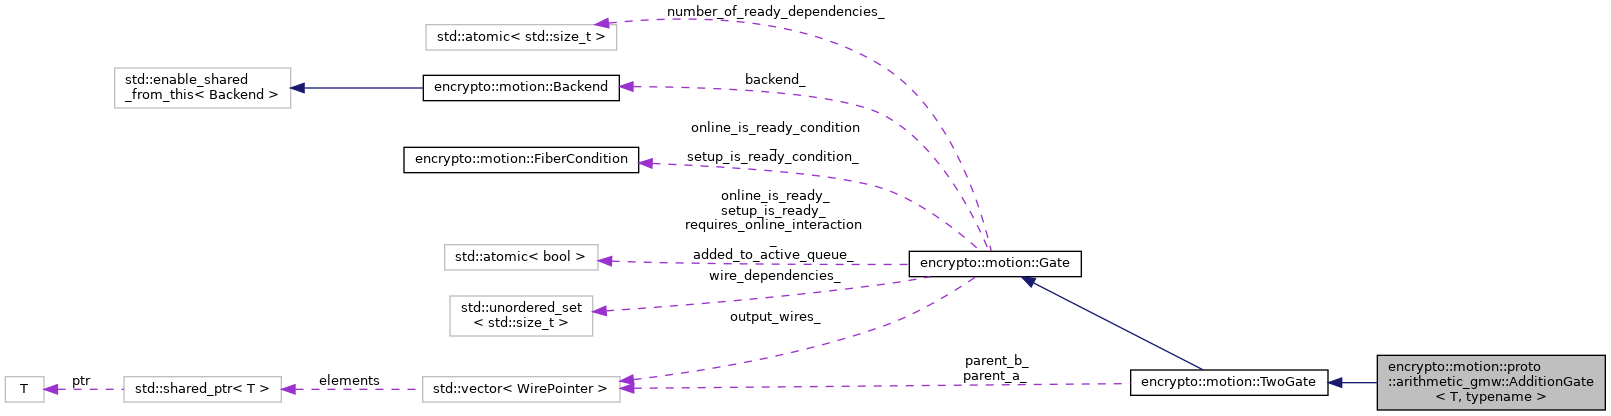 number_of_ready_dependencies_
std::atomic< std::size_t >
std::enable_shared
_from_this< Backend >
encrypto::motion::Backend
backend_
online_is_ready_condition
_
setup_is_ready_condition_
encrypto::motion::FiberCondition
online_is_ready_
setup_is_ready_
requires_online_interaction
_
added_to_active_queue_
std::atomic< bool >
encrypto::motion::Gate
wire_dependencies_
std::unordered_set
< std::size_t >
output_wires_
T
ptr
std::shared_ptr< T >
elements
std::vector< WirePointer >
parent_b_
parent_a_
encrypto::motion::TwoGate
encrypto::motion::proto
::arithmetic_gmw::AdditionGate
< T, typename >